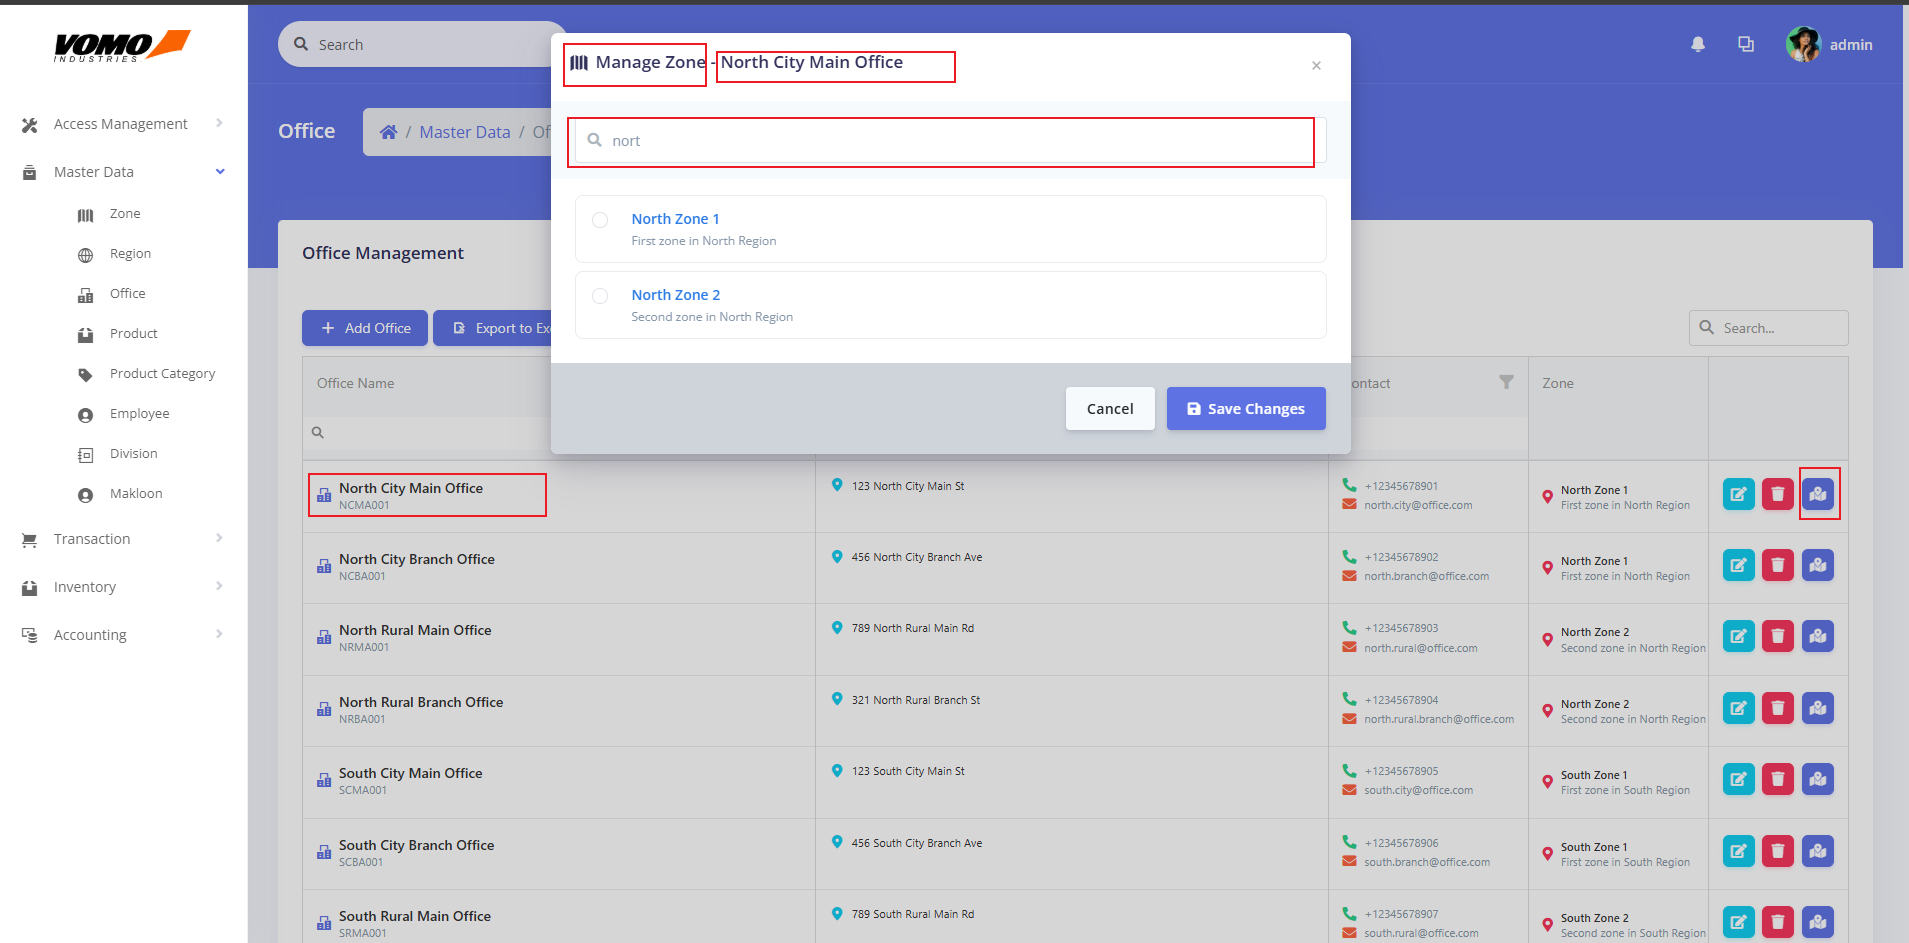 VOMO
INDUSTRIES
Search
admin
Manage Zone - North City Main Office
×
nort
North Zone 1
First zone in North Region
North Zone 2
Second zone in North Region
Cancel
Save Changes
Access Management
Master Data
Zone
Region
Office
Product
Product Category
Employee
Division
Makloon
Transaction
Inventory
Accounting
Office
/ Master Data / Of
Office Management
+ Add Office
Export to Ex
Search...
Office Name
ontact
Zone
North City Main Office
NCMA001
123 North City Main St
+12345678901
north.city@office.com
North Zone 1
First zone in North Region
North City Branch Office
NCBA001
456 North City Branch Ave
+12345678902
north.branch@office.com
North Zone 1
First zone in North Region
North Rural Main Office
NRMA001
789 North Rural Main Rd
+12345678903
north.rural@office.com
North Zone 2
Second zone in North Region
North Rural Branch Office
NRBA001
321 North Rural Branch St
+12345678904
north.rural.branch@office.com
North Zone 2
Second zone in North Region
South City Main Office
SCMA001
123 South City Main St
+12345678905
south.city@office.com
South Zone 1
First zone in South Region
South City Branch Office
SCBA001
456 South City Branch Ave
+12345678906
south.branch@office.com
South Zone 1
First zone in South Region
South Rural Main Office
SRMA001
789 South Rural Main Rd
+12345678907
south.rural@office.com
South Zone 2
Second zone in South Region